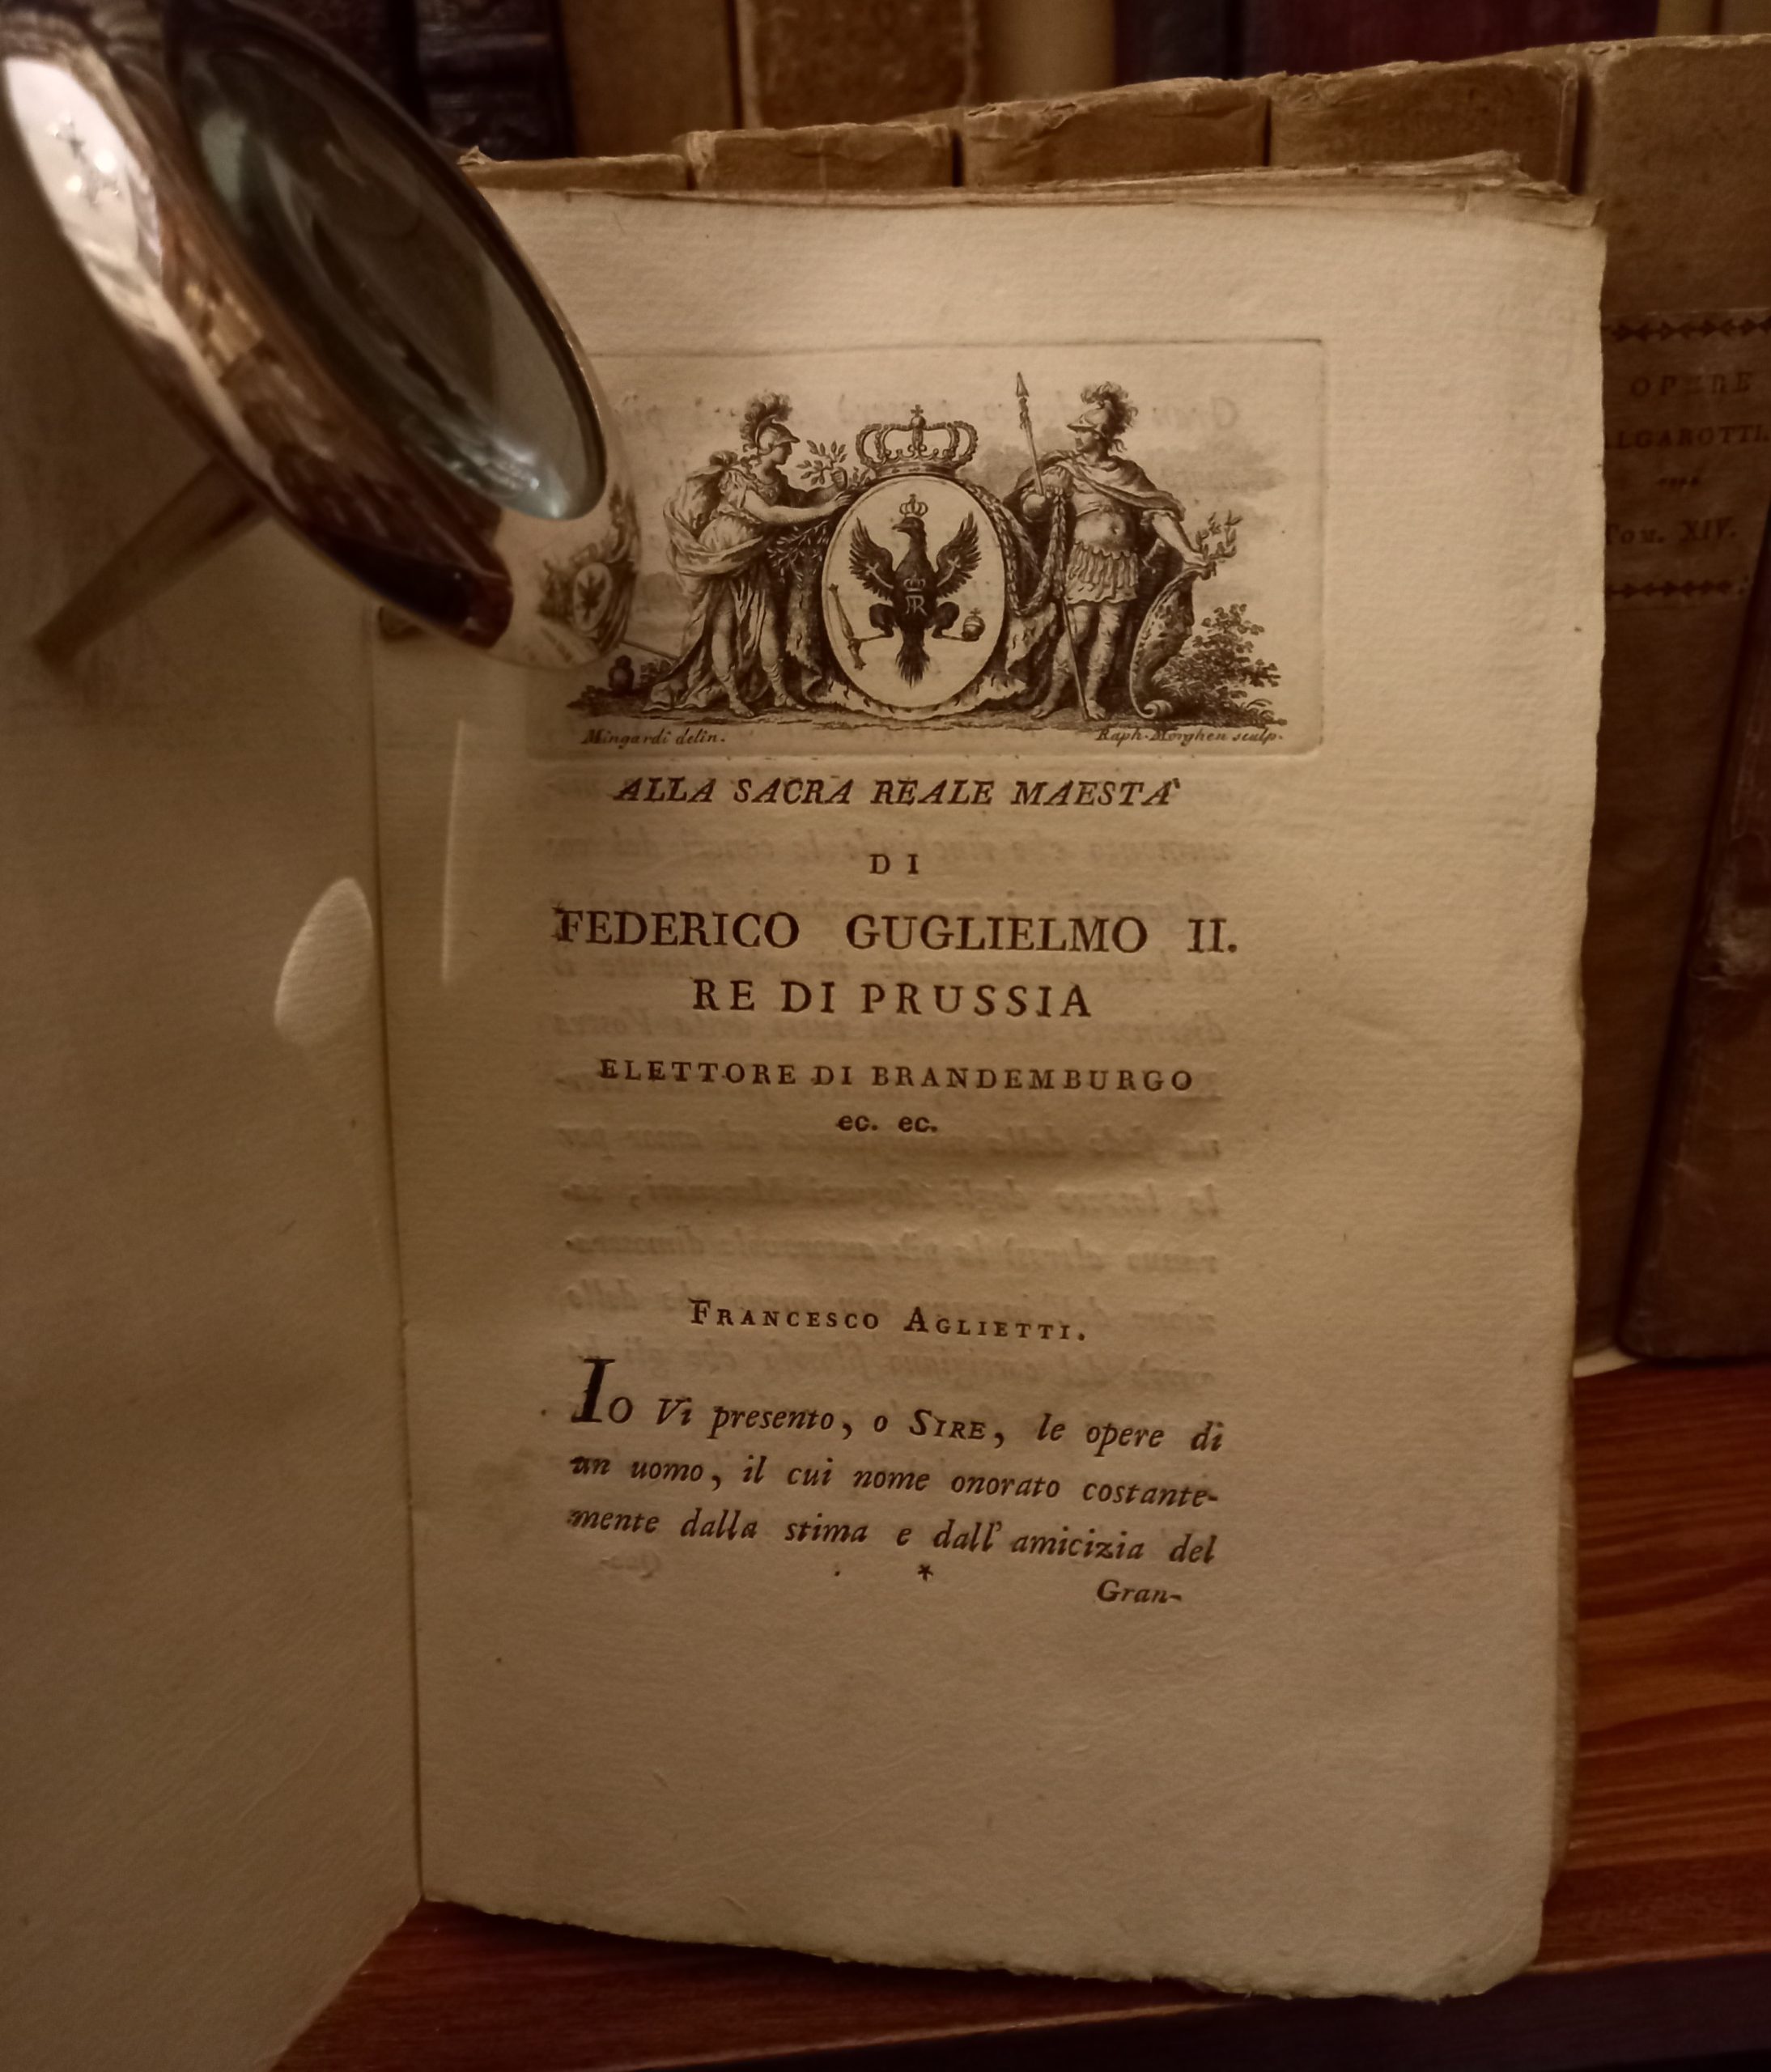 FR
Mingardi delin.
Raph. Morghen sculp.
ALLA SACRA REALE MAESTA'
DI
FEDERICO GUGLIELMO II.
RE DI PRUSSIA
ELETTORE DI BRANDEMBURGO
ec. ec.
FRANCESCO AGLIETTI.
Io Vi presento, o SIRE, le opere di
un uomo, il cui nome onorato costante-
mente dalla stima e dall' amicizia del
*
Gran-
OPERE
ALGAROTTI
Tom. XIV.